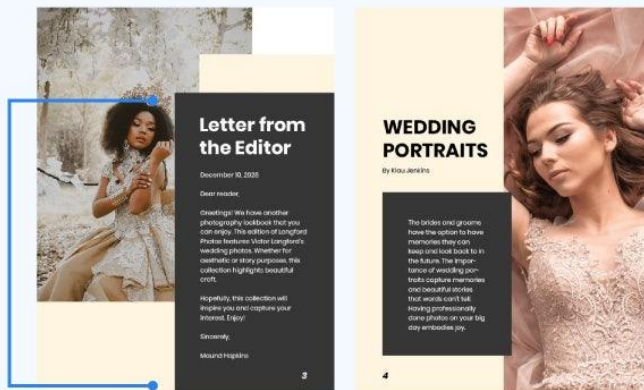 Letter from
the Editor
December 10, 2026
Dear reader,
Greetings! We have another
photography lookbook that you
can enjoy. This edition of Langford
Photos features Victor Langford's
wedding photos. Whether for
aesthetic or story purposes, this
collection highlights beautiful
craft.
Hopefully, this collection will
inspire you and capture your
interest. Enjoy!
Sincerely,
Maund Hopkins
3
WEDDING
PORTRAITS
By Kiau Jenkins
The brides and grooms
have the option to have
memories they can
keep and look back to in
the future. The impor-
tance of wedding por-
traits capture memories
and beautiful stories
that words can't tell.
Having professionally
done photos on your big
day embodies joy.
4